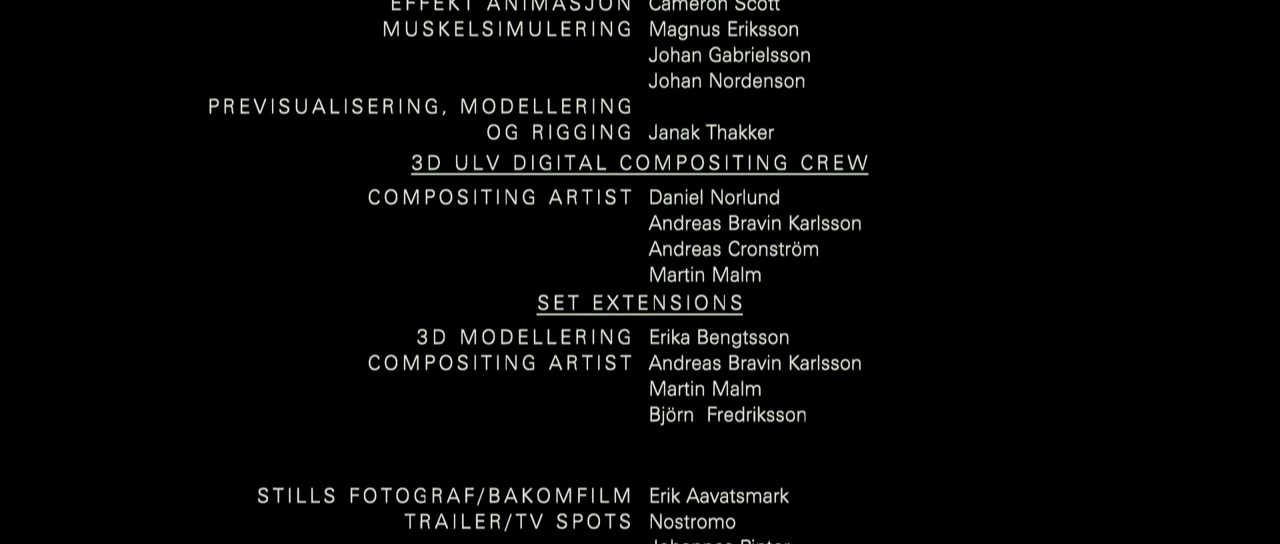 EFFEKT ANIMASJON Cameron Scott
MUSKELSIMULERING Magnus Eriksson
Johan Gabrielsson
Johan Nordenson
PREVISUALISERING, MODELLERING
OG RIGGING Janak Thakker
3D ULV DIGITAL COMPOSITING CREW
COMPOSITING ARTIST Daniel Norlund
Andreas Bravin Karlsson
Andreas Cronström
Martin Malm
SET EXTENSIONS
3D MODELLERING Erika Bengtsson
COMPOSITING ARTIST Andreas Bravin Karlsson
Martin Malm
Björn Fredriksson
STILLS FOTOGRAF/BAKOMFILM Erik Aavatsmark
TRAILER/TV SPOTS Nostromo